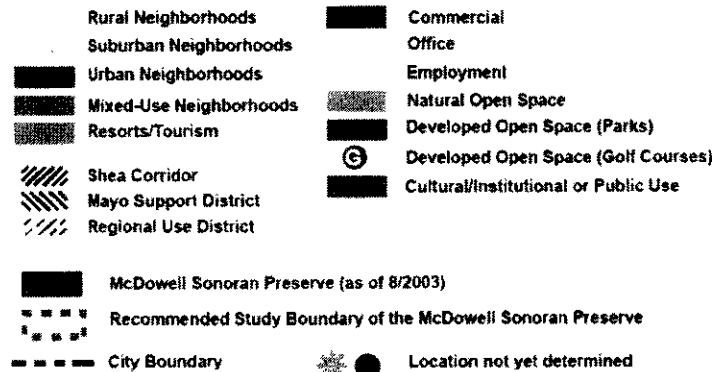 Rural Neighborhoods
Suburban Neighborhoods
Urban Neighborhoods
Mixed-Use Neighborhoods
Resorts/Tourism
Shea Corridor
Mayo Support District
Regional Use District
Commercial
Office
Employment
Natural Open Space
Developed Open Space (Parks)
G Developed Open Space (Golf Courses)
Cultural/Institutional or Public Use
McDowell Sonoran Preserve (as of 8/2003)
Recommended Study Boundary of the McDowell Sonoran Preserve
City Boundary
Location not yet determined